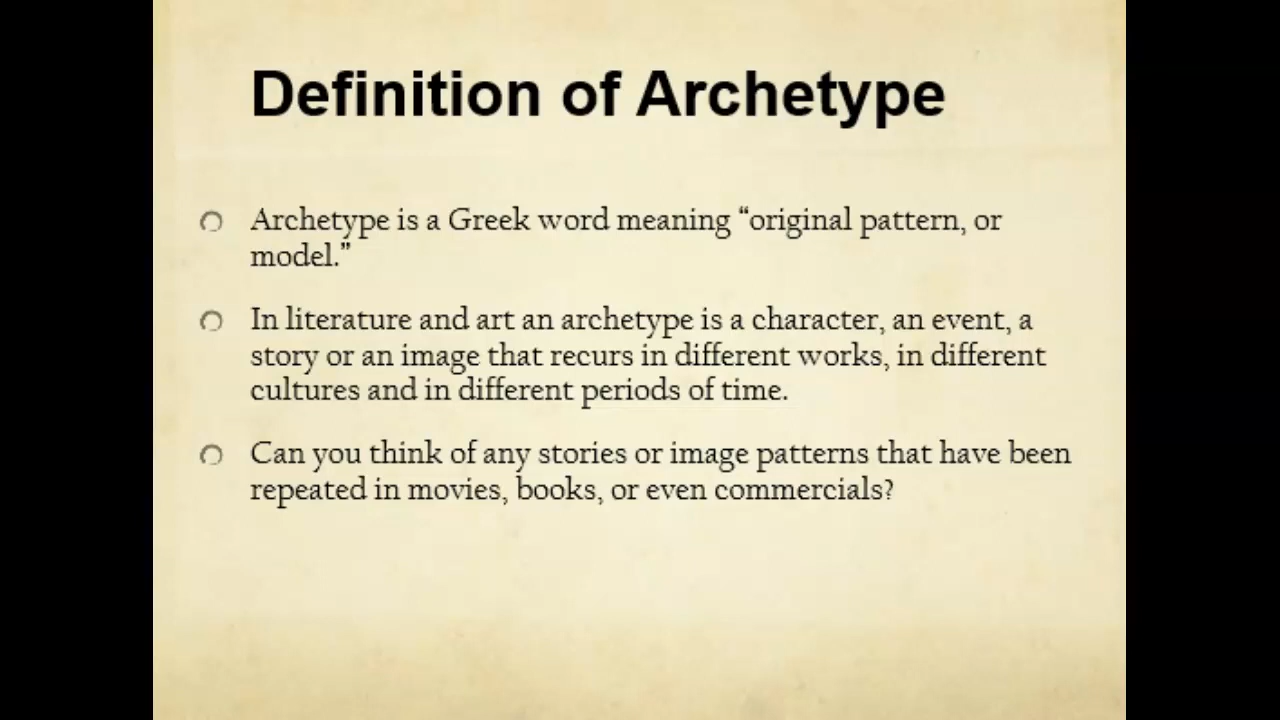 Definition of Archetype
Archetype is a Greek word meaning “original pattern, or
model.”
In literature and art an archetype is a character, an event, a
story or an image that recurs in different works, in different
cultures and in different periods of time.
Can you think of any stories or image patterns that have been
repeated in movies, books, or even commercials?